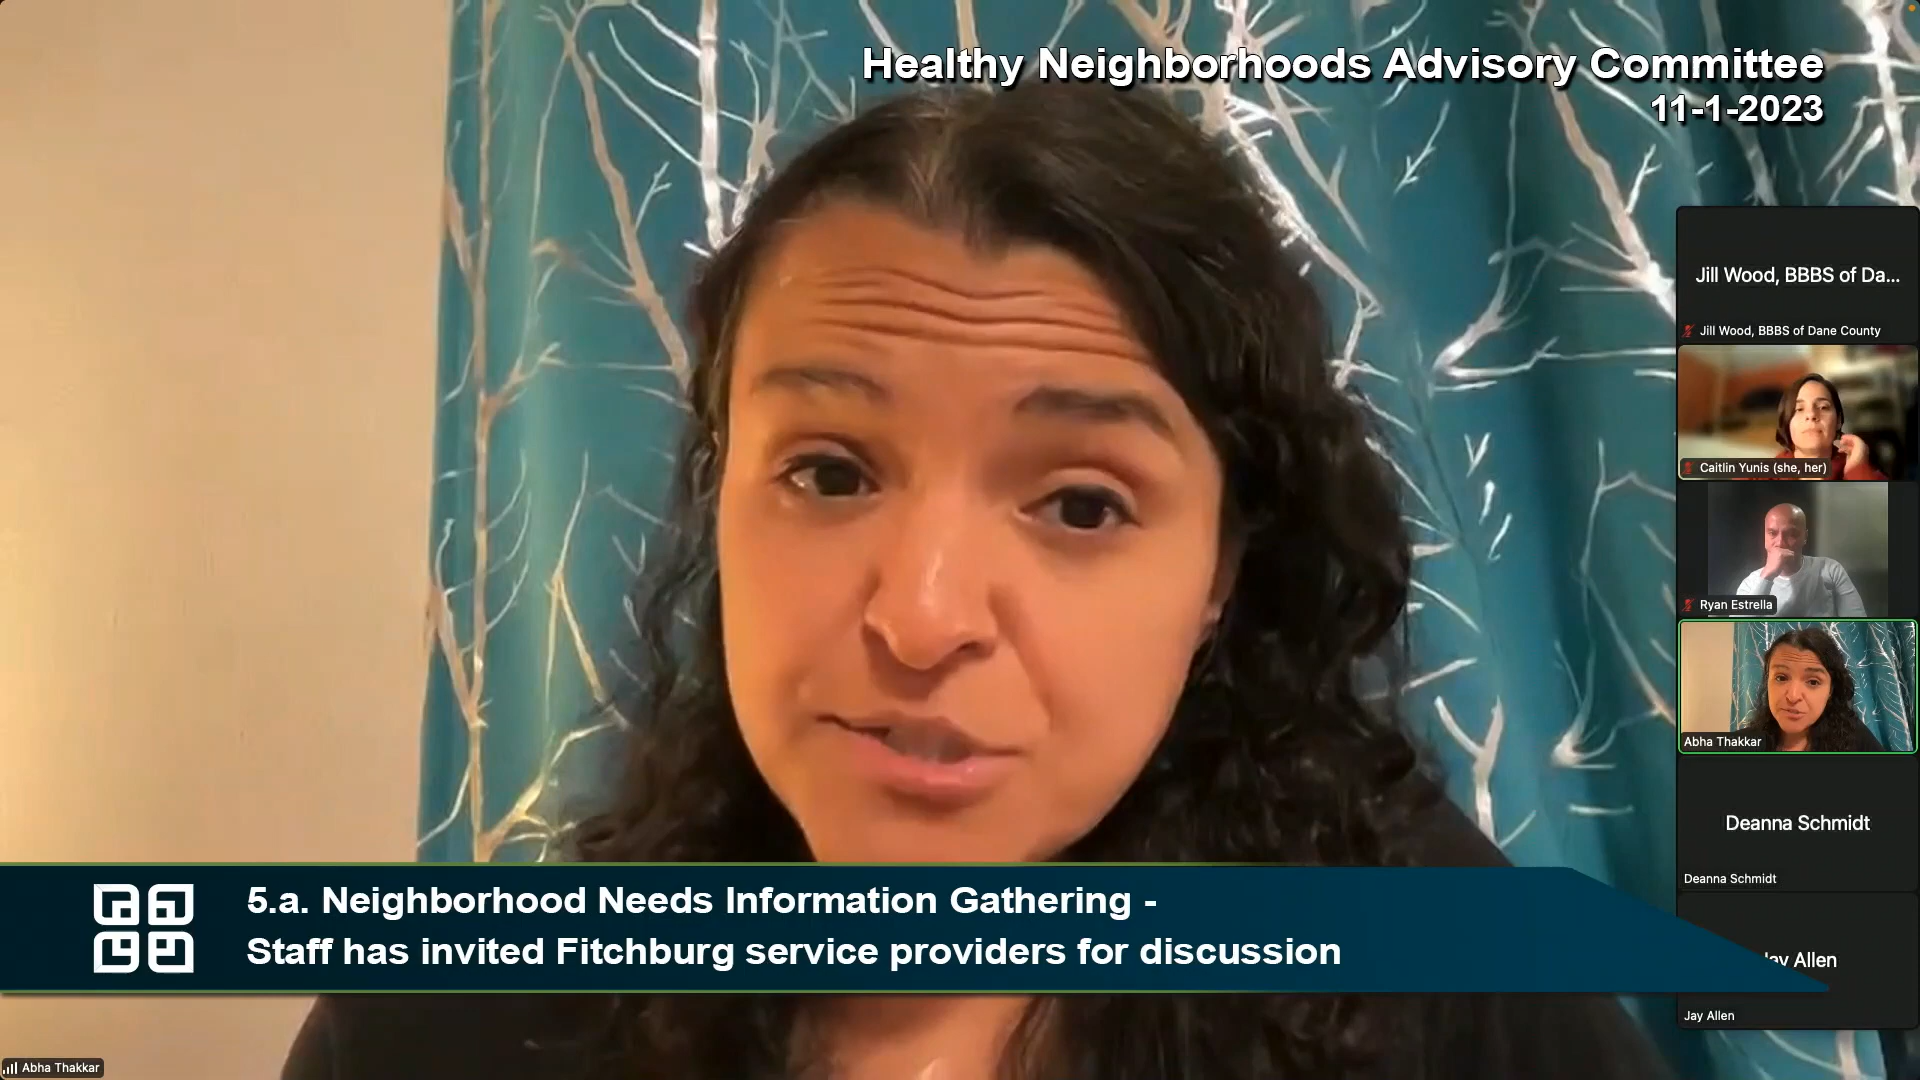 Healthy Neighborhoods Advisory Committee
11-1-2023
Jill Wood, BBBS of Da...
Jill Wood, BBBS of Dane County
Caitlin Yunis (she, her)
Ryan Estrella
Abha Thakkar
Deanna Schmidt
Deanna Schmidt
Jay Allen
Jay Allen
5.a. Neighborhood Needs Information Gathering -
Staff has invited Fitchburg service providers for discussion
Abha Thakkar